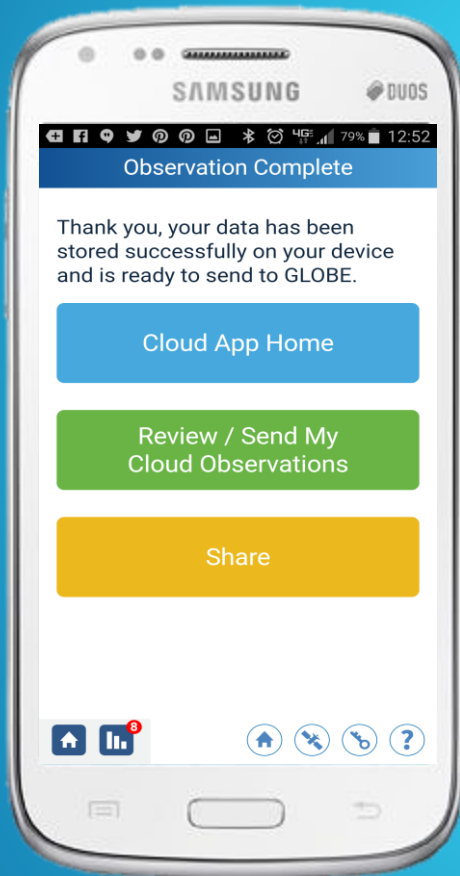 SAMSUNG DUOS
79% 12:52
Observation Complete
Thank you, your data has been
stored successfully on your device
and is ready to send to GLOBE.
Cloud App Home
Review / Send My
Cloud Observations
Share
8
?